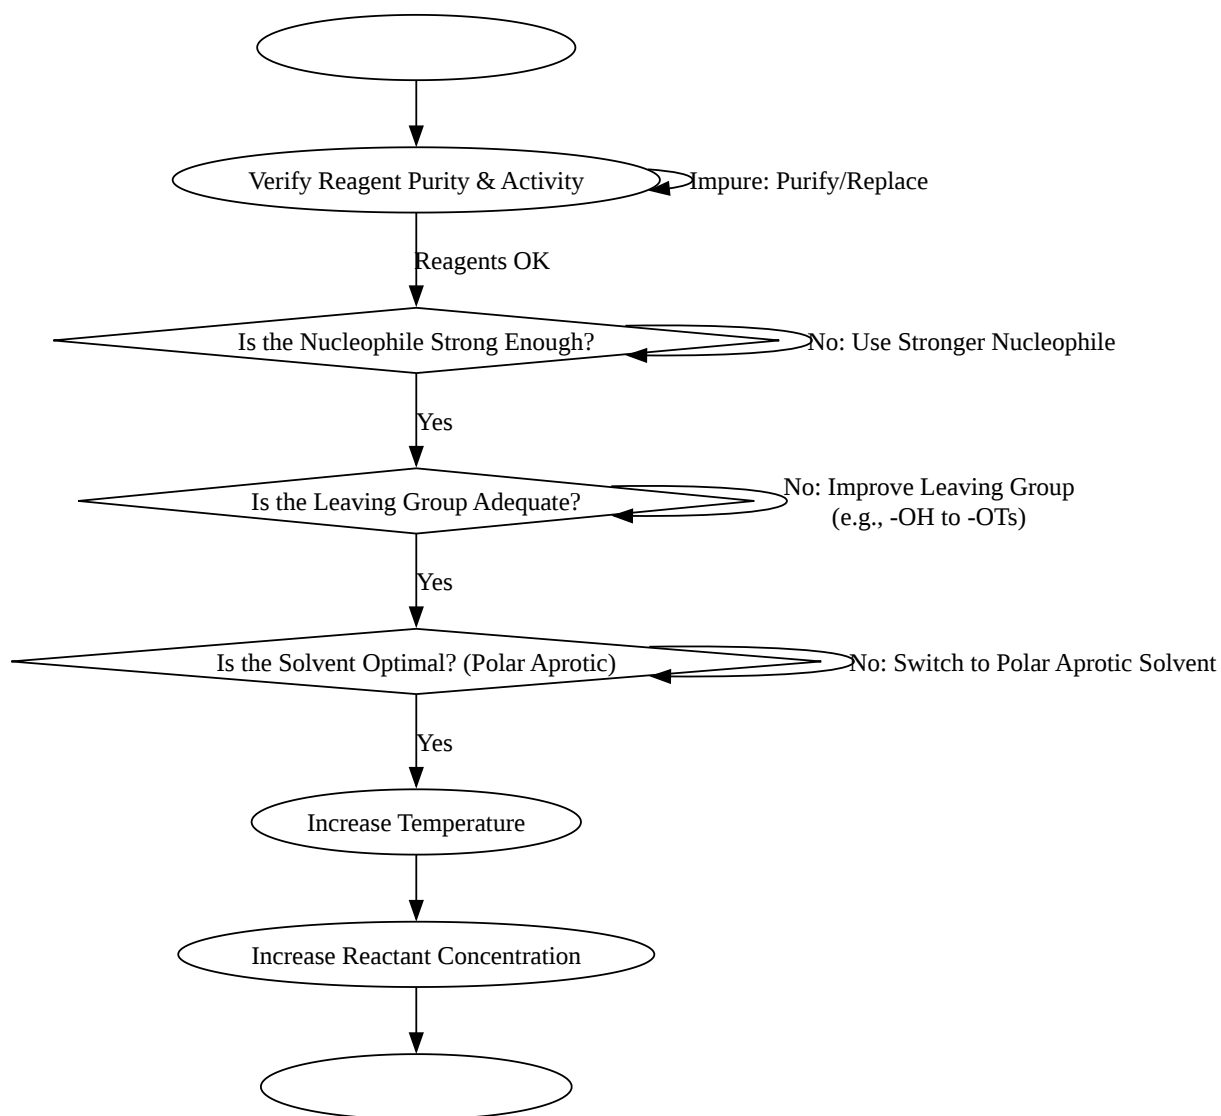 Verify Reagent Purity & Activity
Impure: Purify/Replace
Reagents OK
Is the Nucleophile Strong Enough?
No: Use Stronger Nucleophile
Yes
Is the Leaving Group Adequate?
No: Improve Leaving Group
(e.g., -OH to -OTs)
Yes
Is the Solvent Optimal? (Polar Aprotic)
No: Switch to Polar Aprotic Solvent
Yes
Increase Temperature
Increase Reactant Concentration